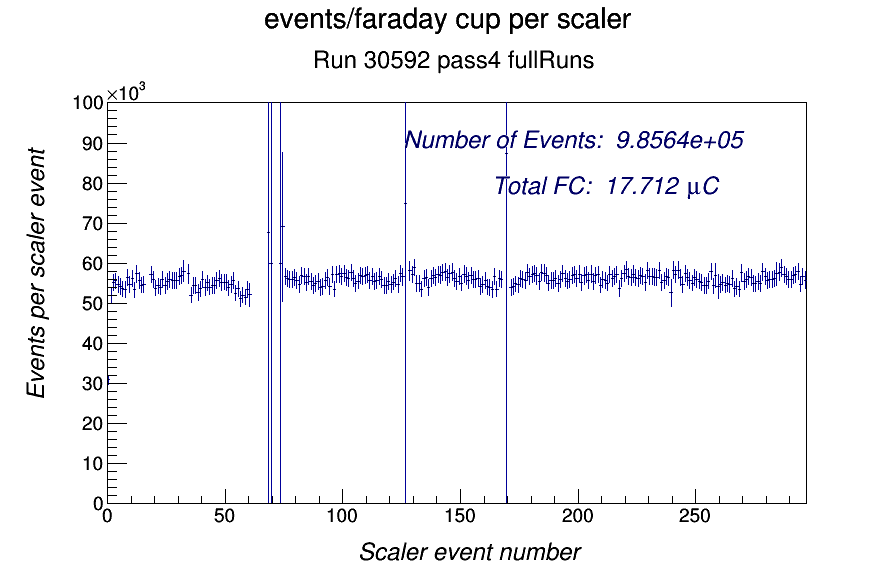 events/faraday cup per scaler
Run 30592 pass4 fullRuns
×10³
100
90
80
70
60
50
40
30
20
10
0
Events per scaler event
Number of Events: 9.8564e+05
Total FC: 17.712 μC
0 50 100 150 200 250
Scaler event number